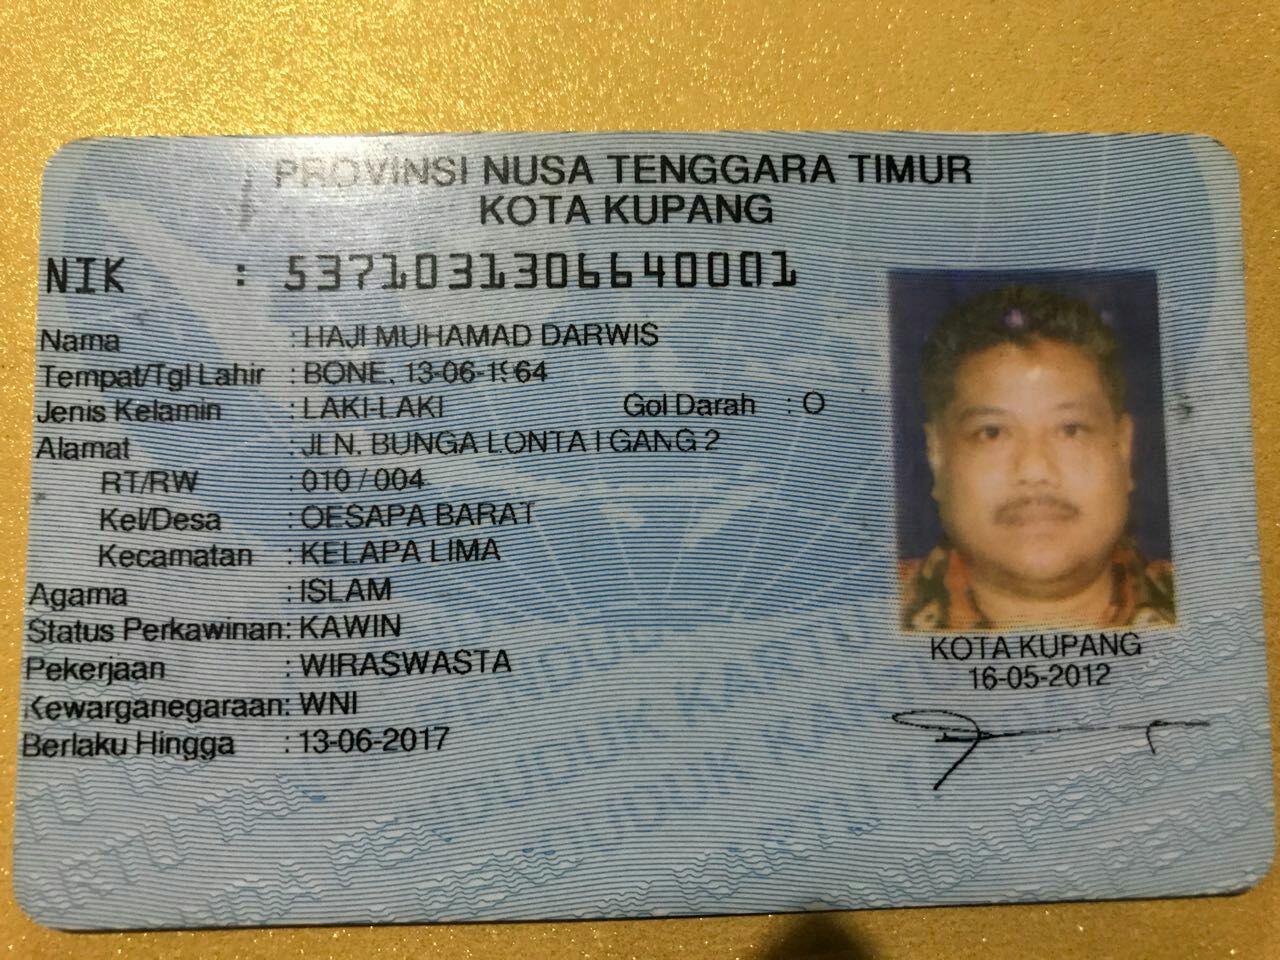 PROVINSI NUSA TENGGARA TIMUR
KOTA KUPANG
NIK : 5371031306640001
Nama : HAJI MUHAMAD DARWIS
Tempat/Tgl Lahir : BONE, 13-06-1964
Jenis Kelamin : LAKI-LAKI Gol Darah : O
Alamat : JLN. BUNGA LONTA I GANG 2
RT/RW : 010 / 004
Kel/Desa : OESAPA BARAT
Kecamatan : KELAPA LIMA
Agama : ISLAM
Status Perkawinan: KAWIN
Pekerjaan : WIRASWASTA
Kewarganegaraan: WNI
Berlaku Hingga : 13-06-2017
KOTA KUPANG
16-05-2012